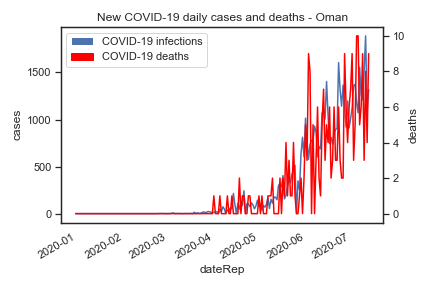 New COVID-19 daily cases and deaths - Oman
COVID-19 infections
COVID-19 deaths
cases
1500
1000
500
0
deaths
10
8
6
4
2
0
2020-01
2020-02
2020-03
2020-04
2020-05
2020-06
2020-07
dateRep